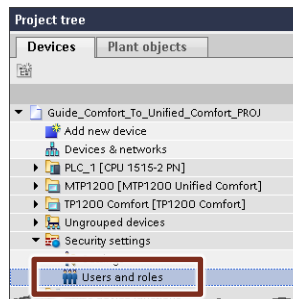 Project tree
Devices
Plant objects
Guide_Comfort_To_Unified_Comfort_PROJ
Add new device
Devices & networks
PLC_1 [CPU 1515-2 PN]
MTP1200 [MTP1200 Unified Comfort]
TP1200 Comfort [TP1200 Comfort]
Ungrouped devices
Security settings
Users and roles